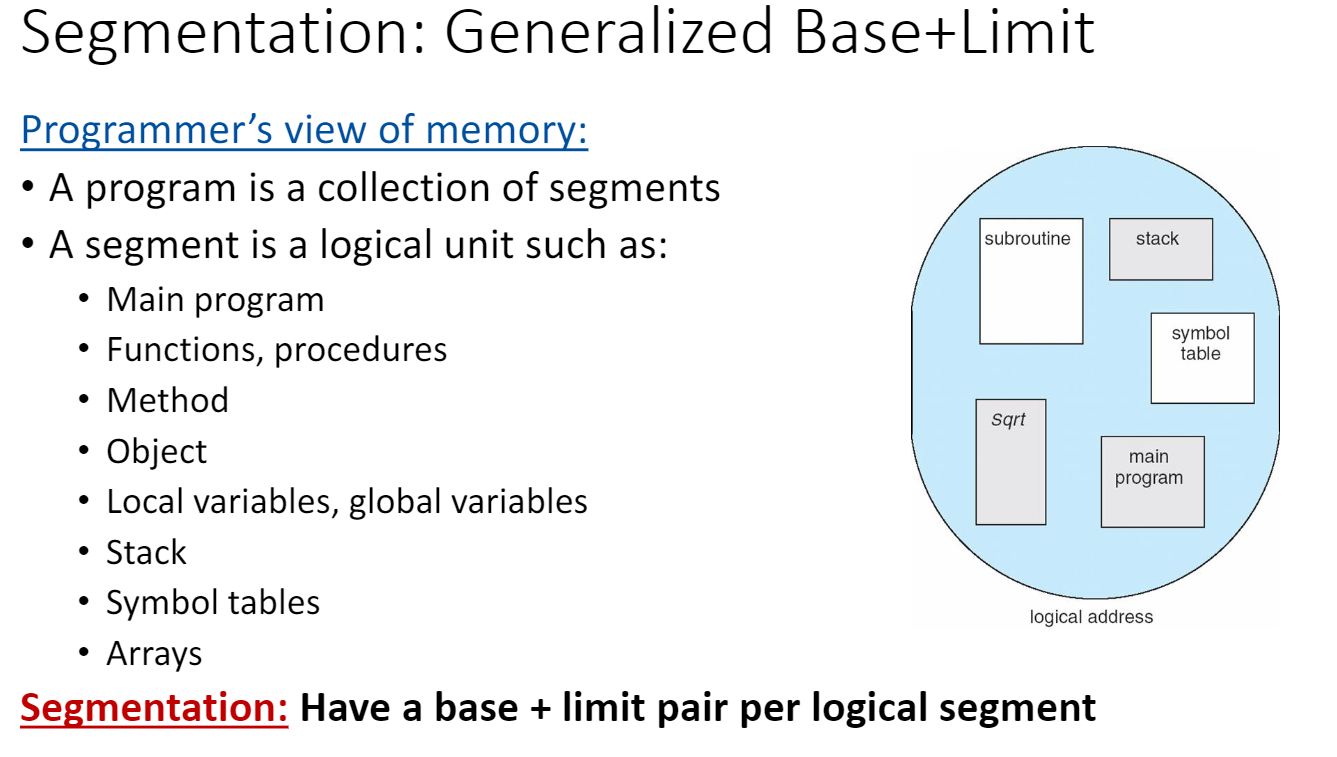 Segmentation: Generalized Base+Limit
Programmer’s view of memory:
• A program is a collection of segments
• A segment is a logical unit such as:
• Main program
• Functions, procedures
• Method
• Object
• Local variables, global variables
• Stack
• Symbol tables
• Arrays
Segmentation: Have a base + limit pair per logical segment
subroutine
stack
symbol
table
Sqrt
main
program
logical address